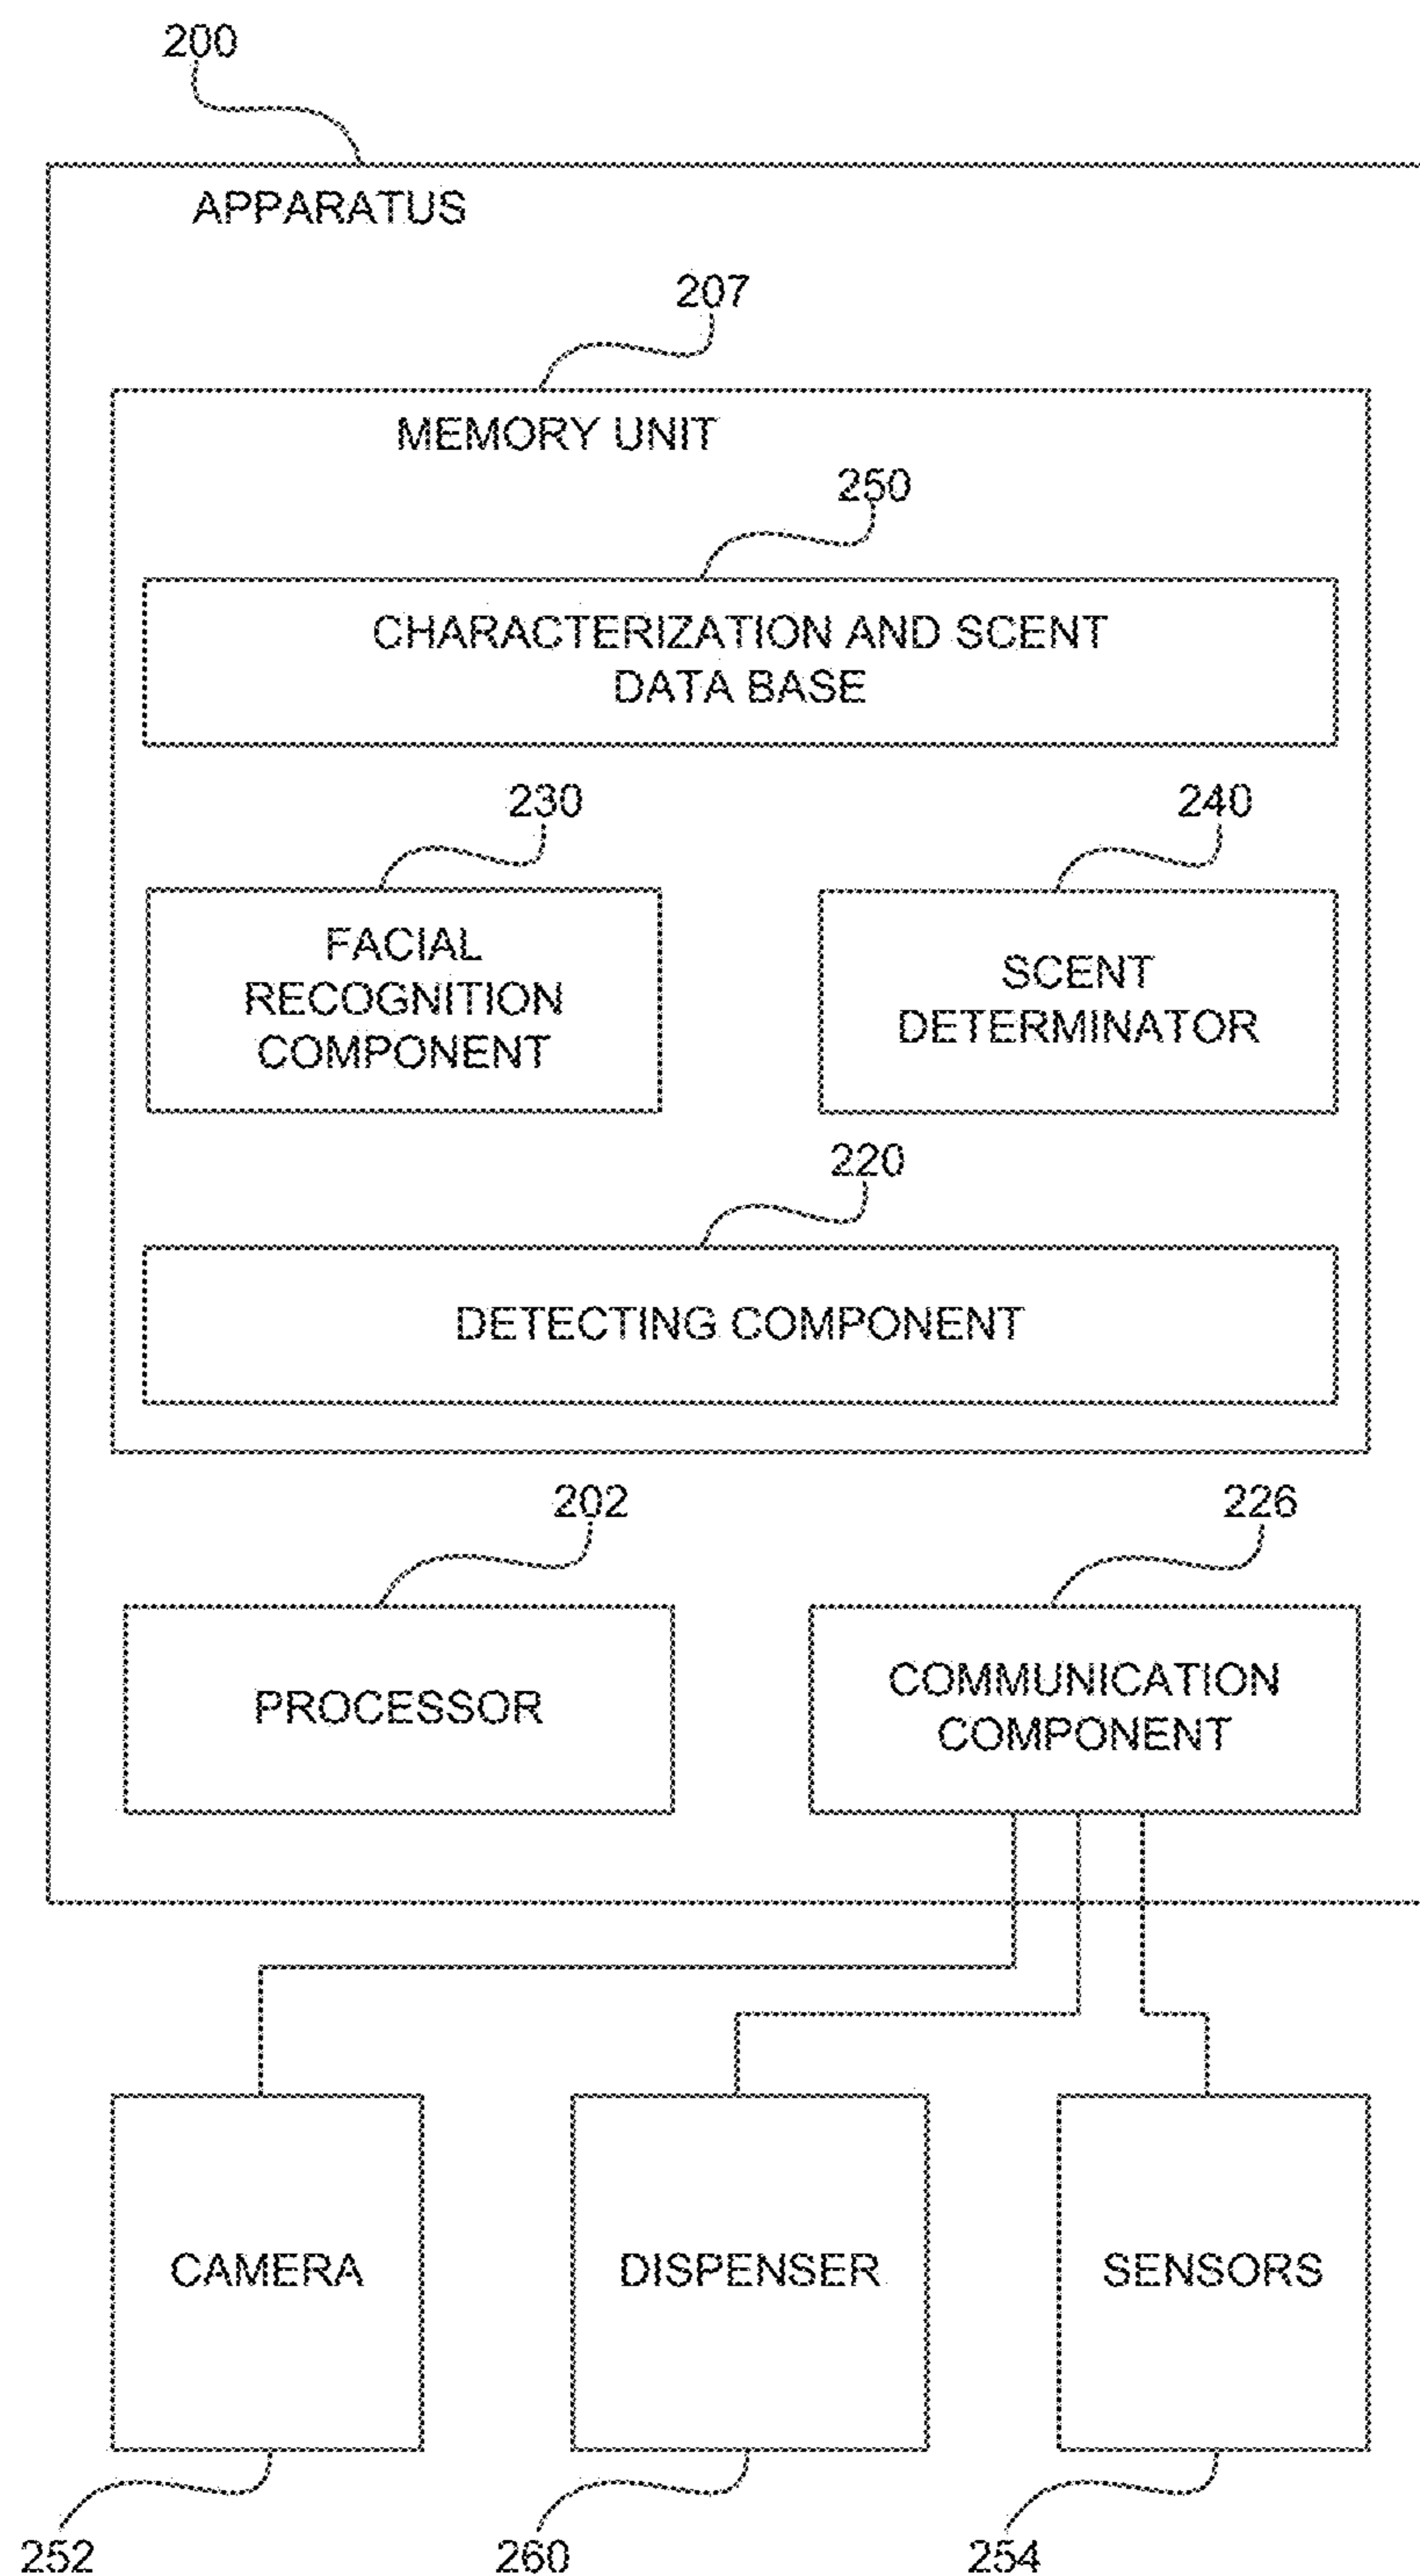 200
APPARATUS
207
MEMORY UNIT
250
CHARACTERIZATION AND SCENT
DATA BASE
230
240
FACIAL
RECOGNITION
COMPONENT
SCENT
DETERMINATOR
220
DETECTING COMPONENT
202
226
PROCESSOR
COMMUNICATION
COMPONENT
CAMERA
DISPENSER
SENSORS
252
260
254